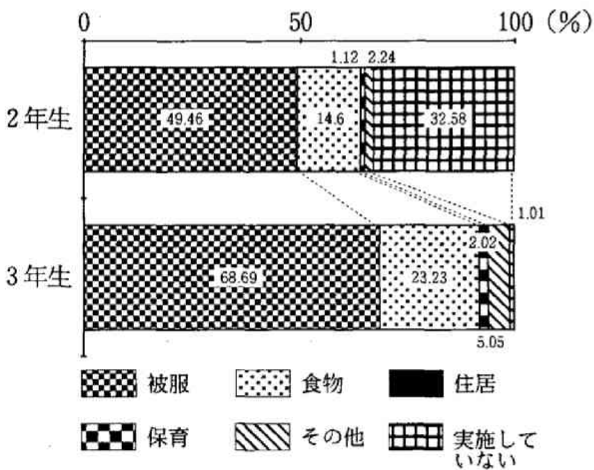 0 50 100 (％)
1.12 2.24
2年生 49.46 14.6 32.58
1.01
2.02
3年生 68.69 23.23
5.05
被服 食物 住居
保育 その他 実施して
いない